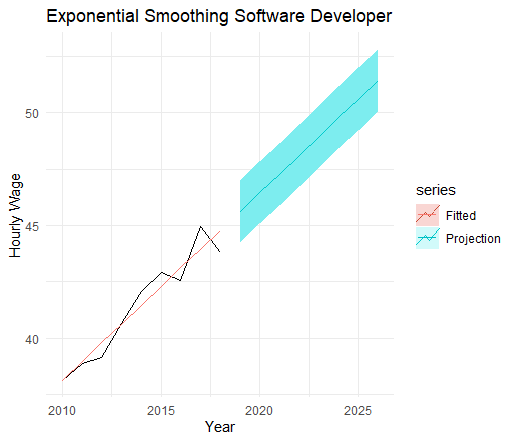 Exponential Smoothing Software Developer
Hourly Wage
50
45
40
2010
2015
2020
2025
Year
series
Fitted
Projection